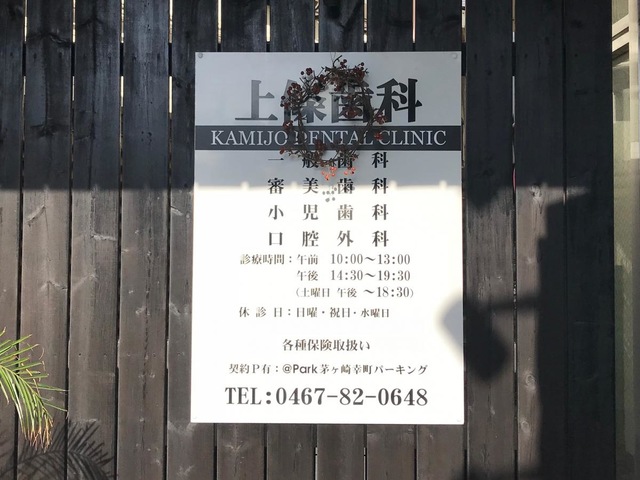 上條歯科
KAMIJO DENTAL CLINIC
一般歯科
審美歯科
小児歯科
口腔外科
診療時間：午前 10:00〜13:00
午後 14:30〜19:30
（土曜日 午後 〜18:30）
休診日：日曜・祝日・水曜日
各種保険取扱い
契約P有：@Park茅ヶ崎幸町パーキング
TEL:0467-82-0648